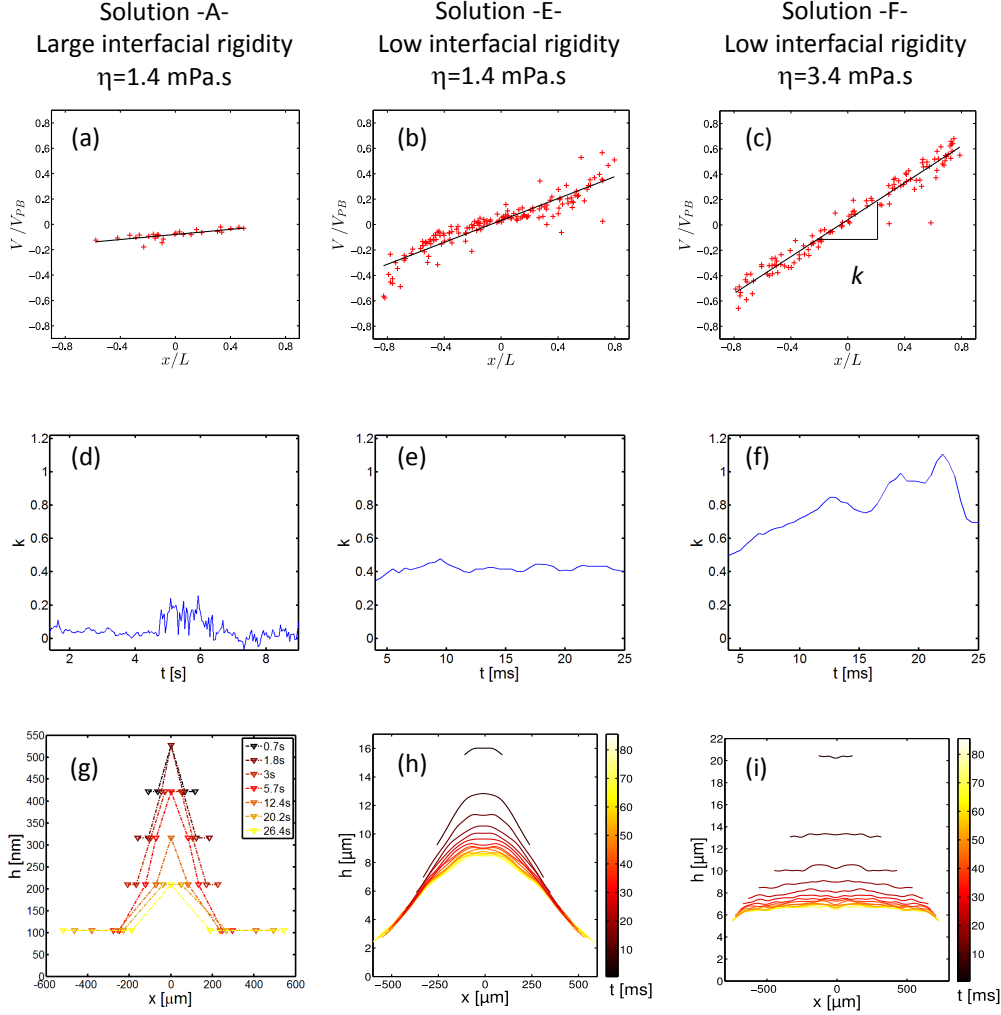 Solution -A-
Large interfacial rigidity
η=1.4 mPa.s
Solution -E-
Low interfacial rigidity
η=1.4 mPa.s
Solution -F-
Low interfacial rigidity
η=3.4 mPa.s
(a)
V/V_PB
0.8
0.6
0.4
0.2
0
−0.2
−0.4
−0.6
−0.8
−0.8 −0.4 0 0.4 0.8
x/L
(b)
V/V_PB
0.8
0.6
0.4
0.2
0
−0.2
−0.4
−0.6
−0.8
−0.8 −0.4 0 0.4 0.8
x/L
(c)
k
V/V_PB
0.8
0.6
0.4
0.2
0
−0.2
−0.4
−0.6
−0.8
−0.8 −0.4 0 0.4 0.8
x/L
(d)
k
1.2
1
0.8
0.6
0.4
0.2
0
2 4 6 8
t [s]
(e)
k
1.2
1
0.8
0.6
0.4
0.2
0
5 10 15 20 25
t [ms]
(f)
k
1.2
1
0.8
0.6
0.4
0.2
0
5 10 15 20 25
t [ms]
(g)
h [nm]
550
500
450
400
350
300
250
200
150
100
50
0
−600 −400 −200 0 200 400 600
x [μm]
0.7s
1.8s
3s
5.7s
12.4s
20.2s
26.4s
(h)
h [μm]
16
14
12
10
8
6
4
2
0
−500 −250 0 250 500
x [μm]
80
70
60
50
40
30
20
10
t [ms]
(i)
h [μm]
22
20
18
16
14
12
10
8
6
4
2
0
−500 0 500
x [μm]
80
70
60
50
40
30
20
10
t [ms]